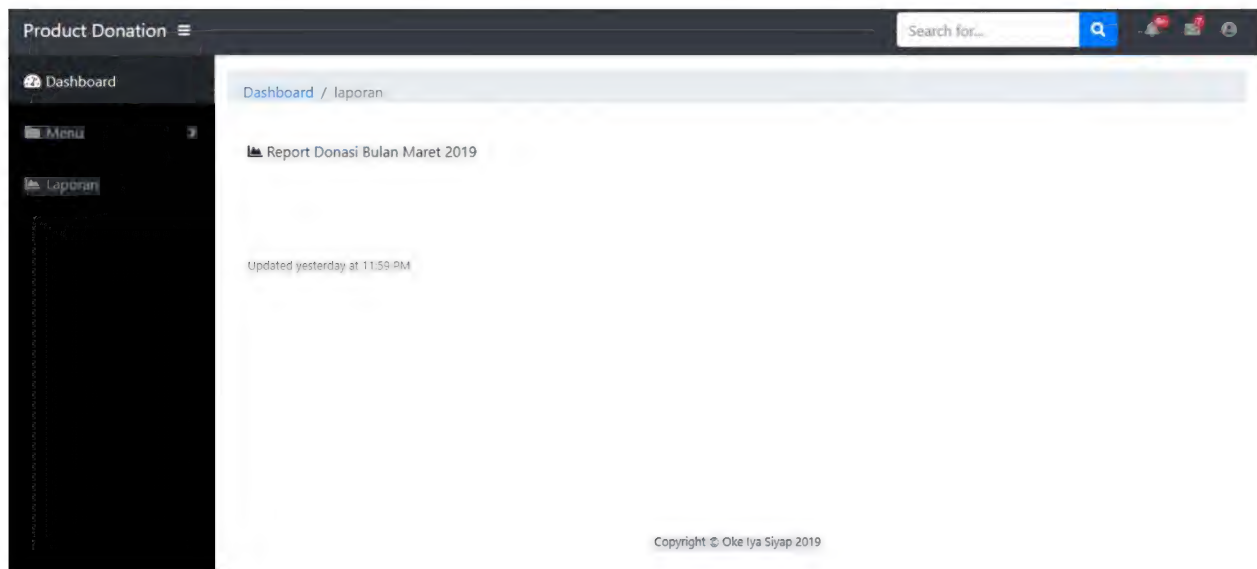 Product Donation
Search for...
Dashboard
Menu
Laporan
Dashboard / laporan
Report Donasi Bulan Maret 2019
Updated yesterday at 11:59 PM
Copyright © Oke Iya Siyap 2019